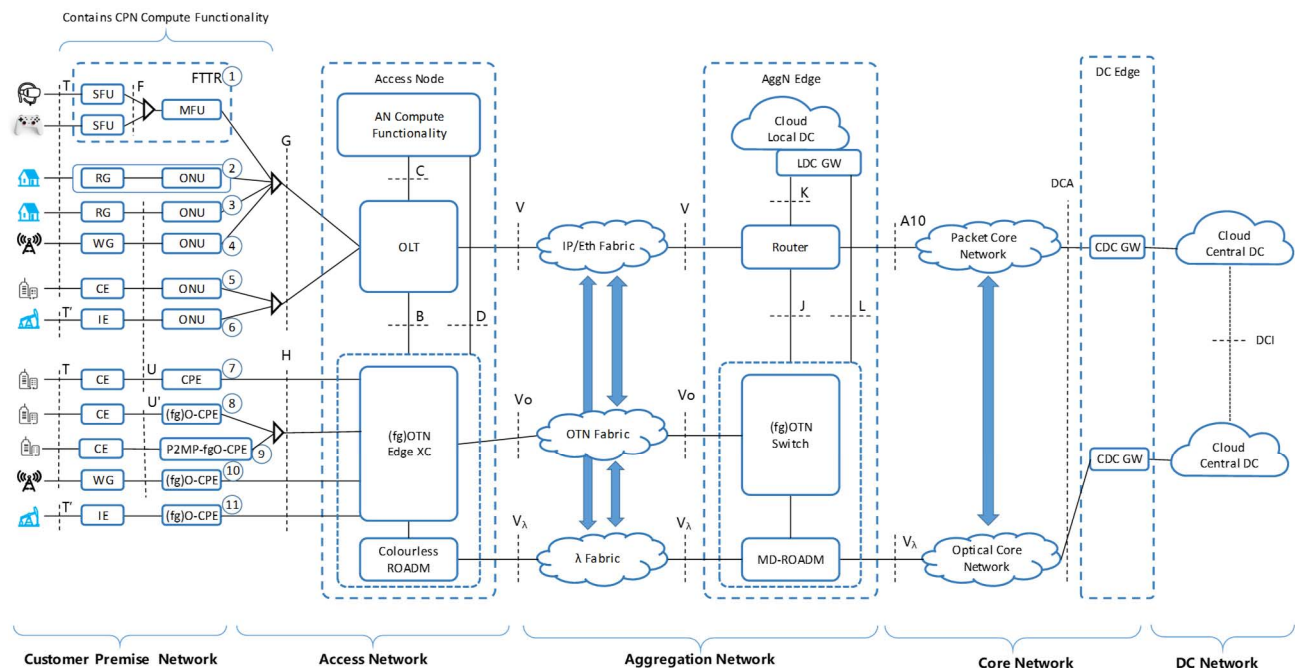 Contains CPN Compute Functionality
Access Node
AggN Edge
DC Edge
FTTR
1
T
F
SFU
SFU
MFU
AN Compute
Functionality
Cloud
Local DC
LDC GW
G
C
K
DCA
2
RG
ONU
3
RG
ONU
4
WG
ONU
OLT
V
IP/Eth Fabric
V
Router
A10
Packet Core
Network
CDC GW
Cloud
Central DC
5
CE
ONU
T'
6
IE
ONU
B
D
J
L
DCI
H
T
U
7
CE
CPE
U'
8
CE
(fg)O-CPE
9
CE
P2MP-fgO-CPE
10
WG
(fg)O-CPE
T'
11
IE
(fg)O-CPE
(fg)OTN
Edge XC
Vo
OTN Fabric
Vo
(fg)OTN
Switch
CDC GW
Cloud
Central DC
Colourless
ROADM
Vλ
λ Fabric
Vλ
MD-ROADM
Vλ
Optical Core
Network
Customer Premise Network
Access Network
Aggregation Network
Core Network
DC Network